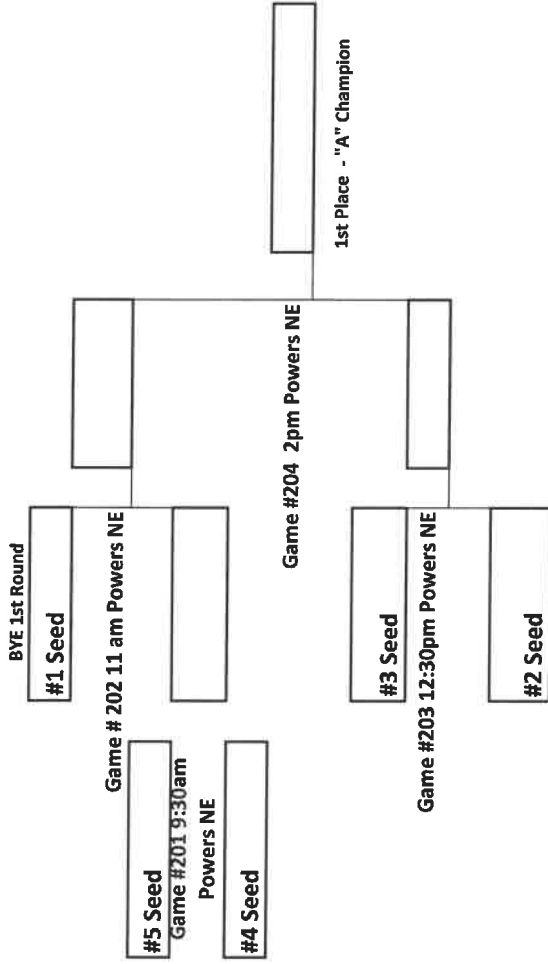 BYE 1st Round
#1 Seed
Game # 202 11 am Powers NE
#5 Seed
Game #201 9:30am
Powers NE
#4 Seed
1st Place - "A" Champion
Game #204 2pm Powers NE
#3 Seed
Game #203 12:30pm Powers NE
#2 Seed